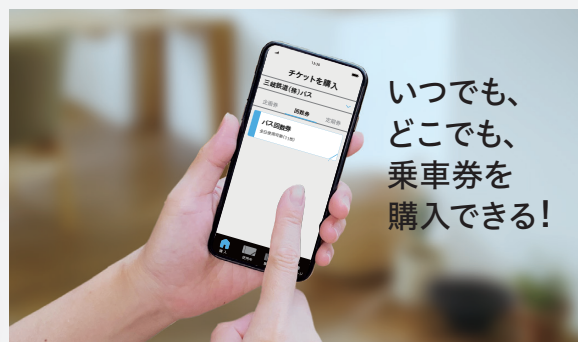 チケットを購入
三岐鉄道(株)バス
回数券
バス回数券
いつでも、
どこでも、
乗車券を
購入できる!